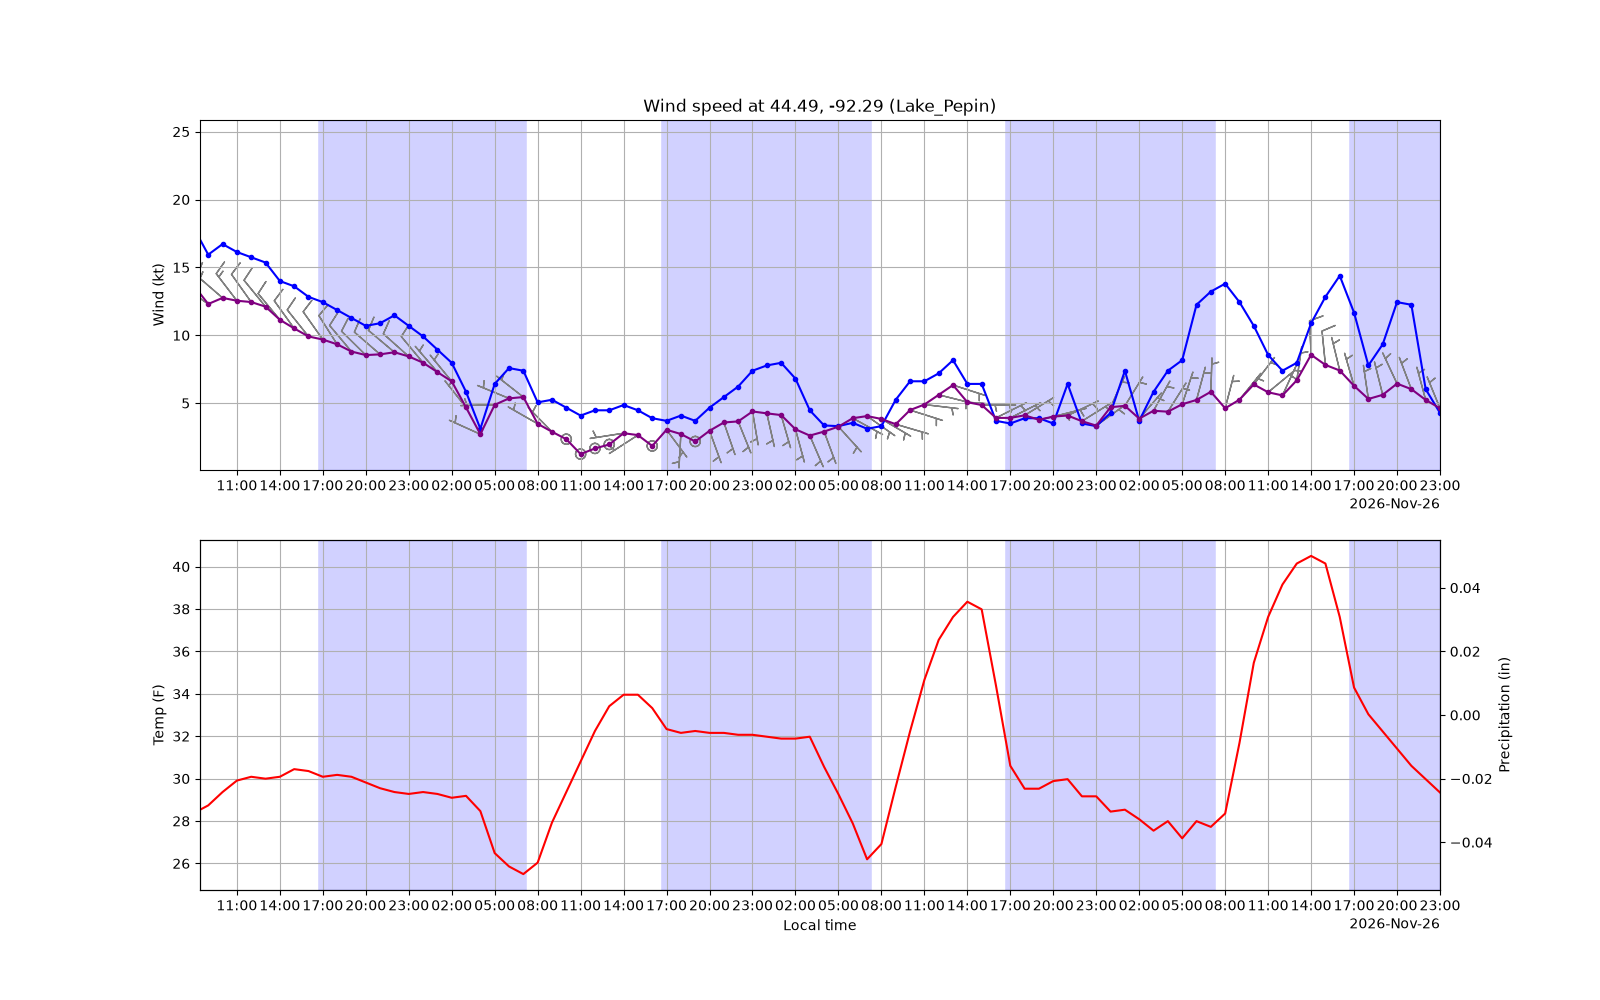 Wind speed at 44.49, -92.29 (Lake_Pepin)
25
20
15
10
5
Wind (kt)
11:00 14:00 17:00 20:00 23:00 02:00 05:00 08:00 11:00 14:00 17:00 20:00 23:00 02:00 05:00 08:00 11:00 14:00 17:00 20:00 23:00 02:00 05:00 08:00 11:00 14:00 17:00 20:00 23:00
2026-Nov-26
40
38
36
34
32
30
28
26
Temp (F)
0.04
0.02
0.00
−0.02
−0.04
Precipitation (in)
11:00 14:00 17:00 20:00 23:00 02:00 05:00 08:00 11:00 14:00 17:00 20:00 23:00 02:00 05:00 08:00 11:00 14:00 17:00 20:00 23:00 02:00 05:00 08:00 11:00 14:00 17:00 20:00 23:00
Local time
2026-Nov-26